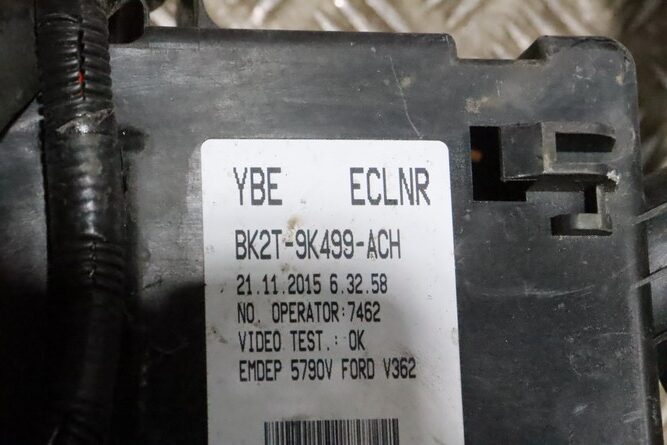 YBE ECLNR
BK2T-9K499-ACH
21.11.2015 6.32.58
NO. OPERATOR:7462
VIDEO TEST.: OK
EMDEP 5790V FORD V362